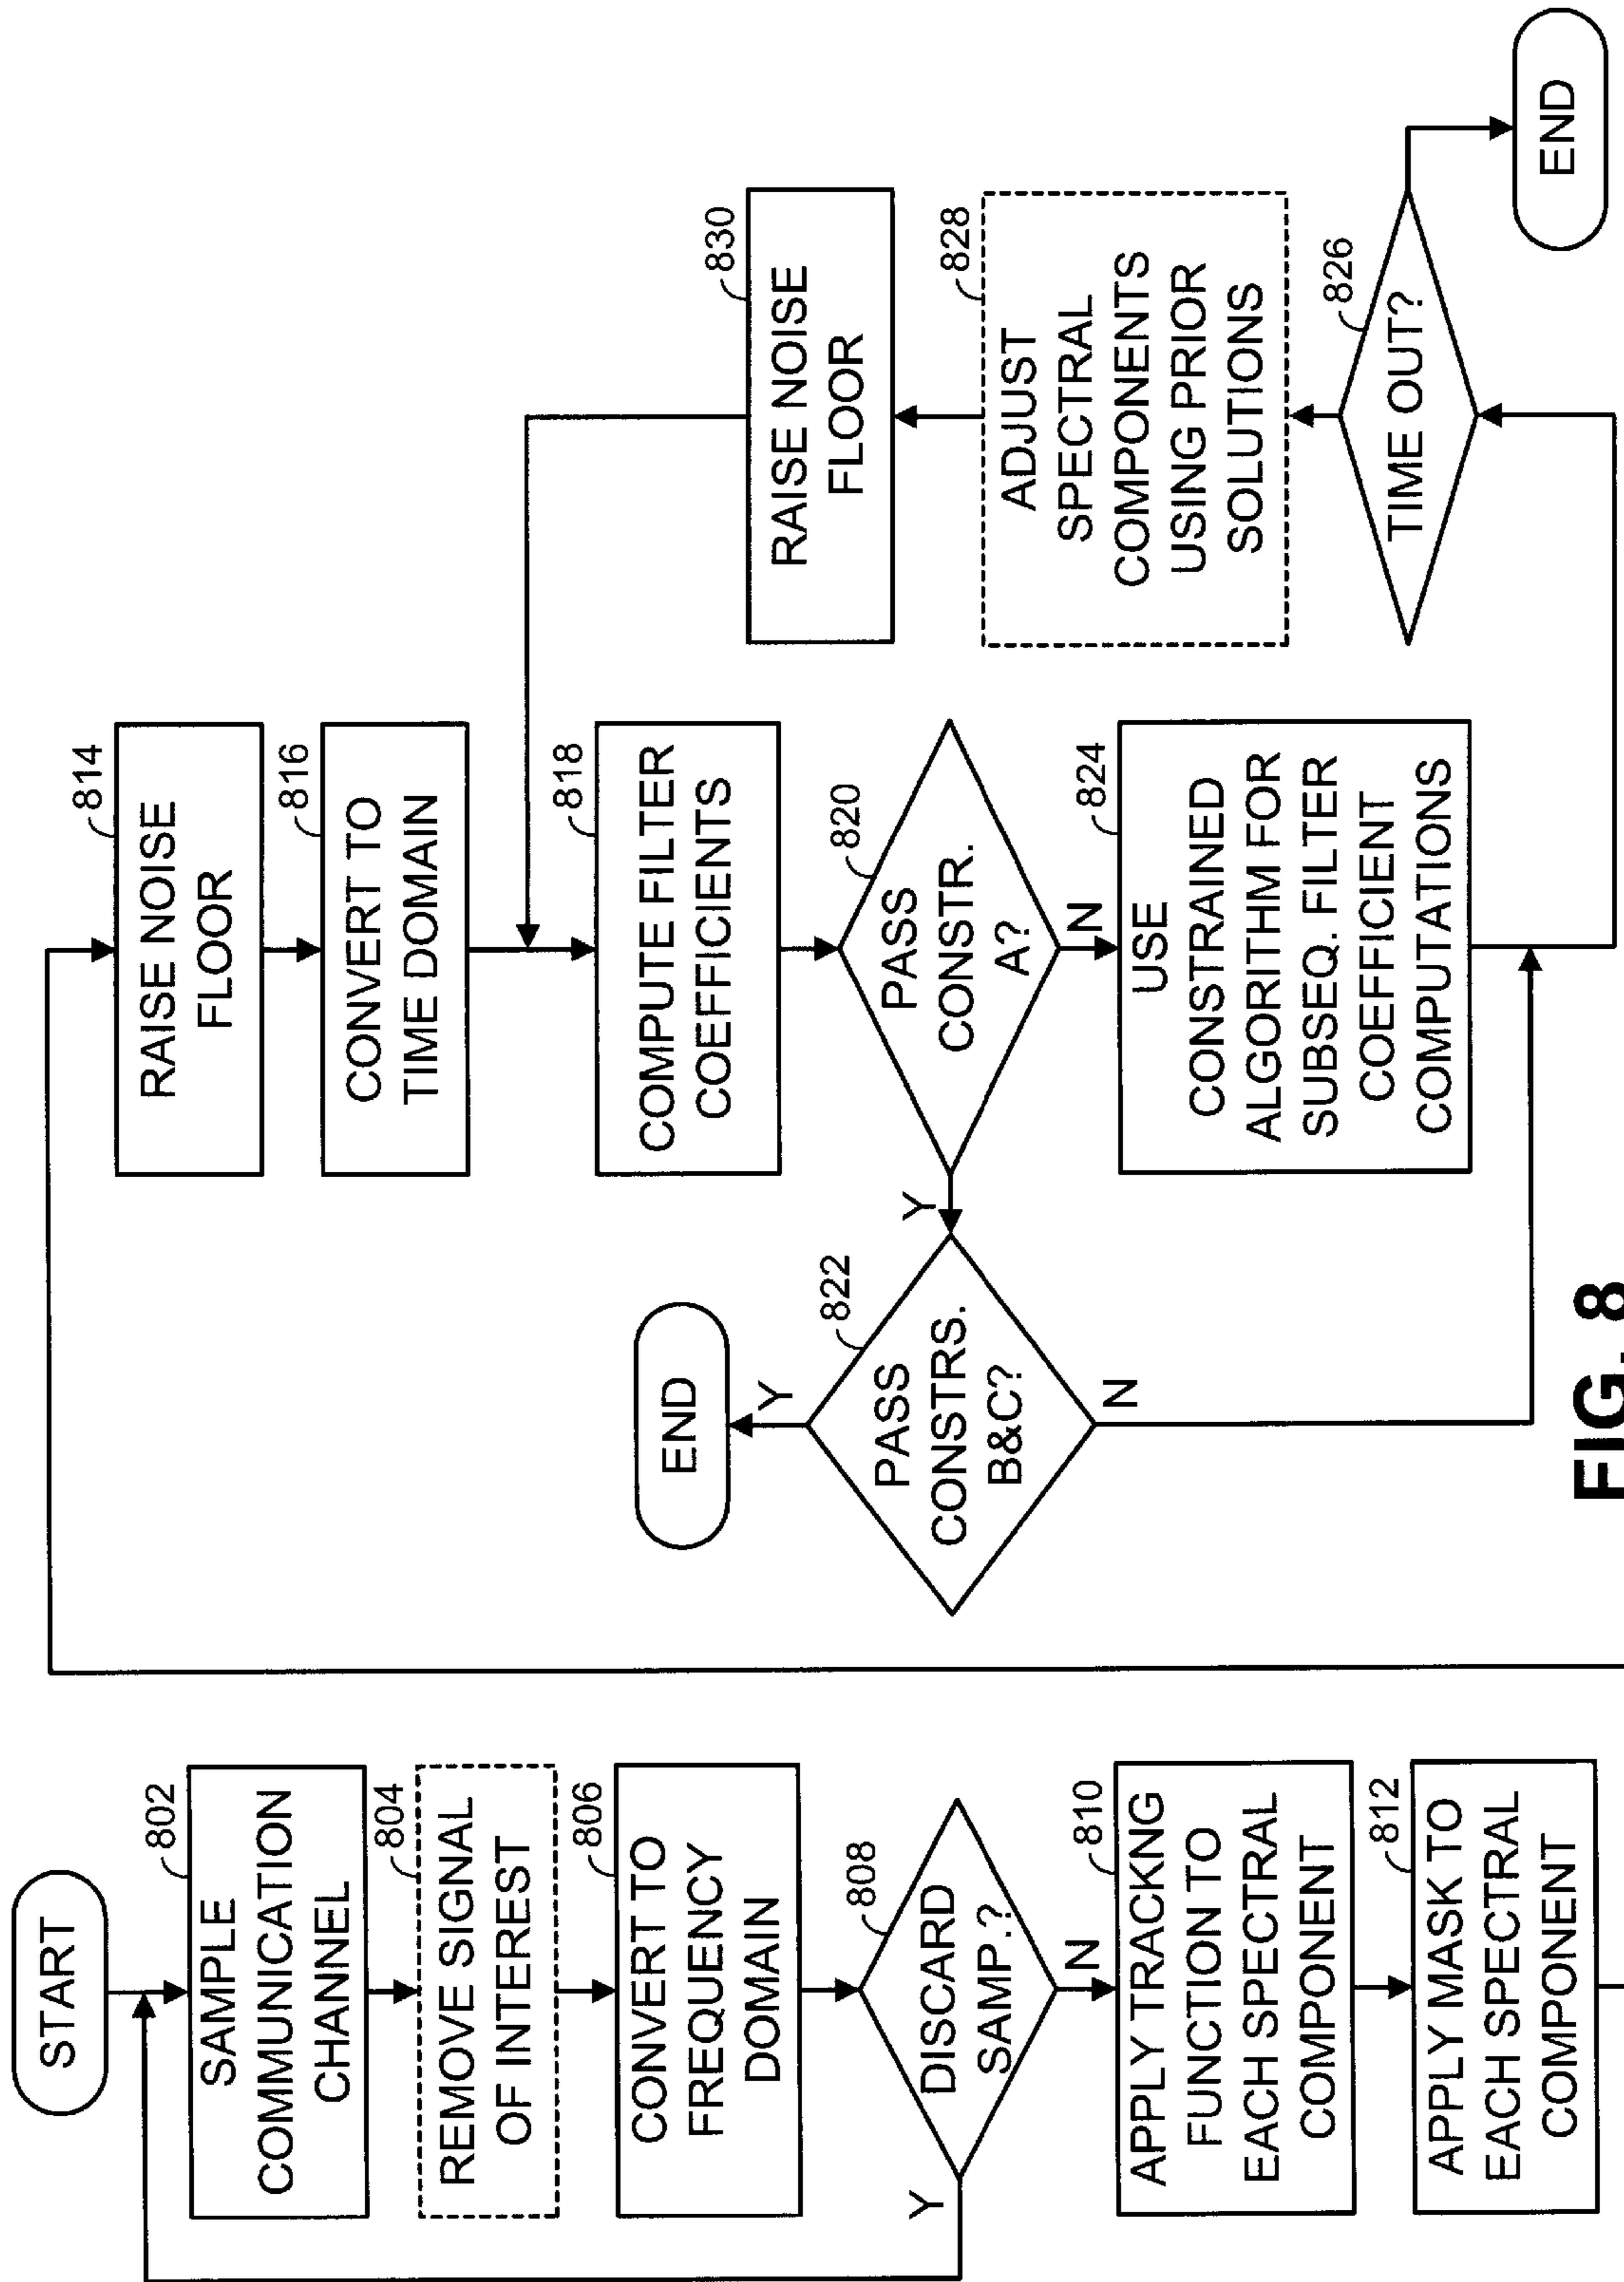 START
802
SAMPLE
COMMUNICATION
CHANNEL
804
REMOVE SIGNAL
OF INTEREST
806
CONVERT TO
FREQUENCY
DOMAIN
808
DISCARD
SAMP.?
Y
N
810
APPLY TRACKNG
FUNCTION TO
EACH SPECTRAL
COMPONENT
812
APPLY MASK TO
EACH SPECTRAL
COMPONENT
814
RAISE NOISE
FLOOR
816
CONVERT TO
TIME DOMAIN
818
COMPUTE FILTER
COEFFICIENTS
820
PASS
CONSTR.
A?
Y
N
822
PASS
CONSTRS.
B&C?
Y
END
N
824
USE
CONSTRAINED
ALGORITHM FOR
SUBSEQ. FILTER
COEFFICIENT
COMPUTATIONS
826
TIME OUT?
END
828
ADJUST
SPECTRAL
COMPONENTS
USING PRIOR
SOLUTIONS
830
RAISE NOISE
FLOOR
FIG. 8